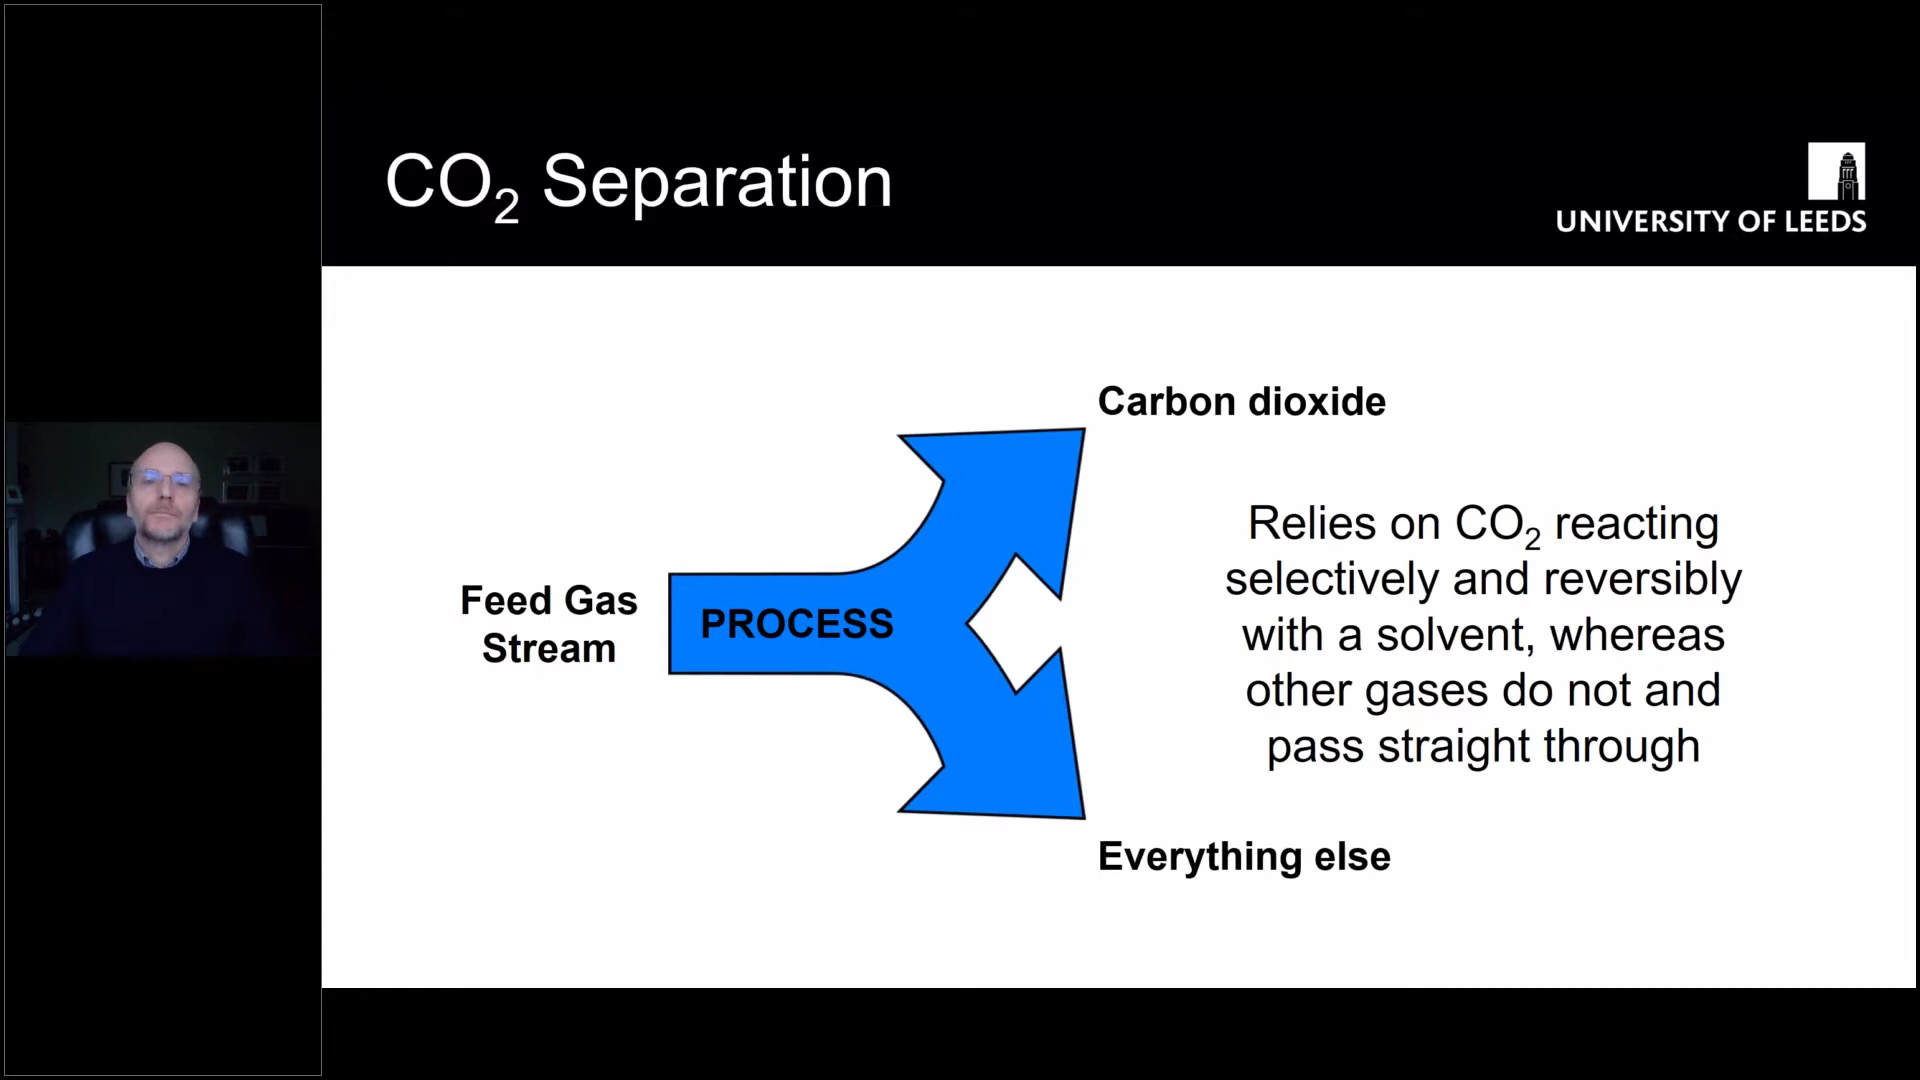 CO₂ Separation
UNIVERSITY OF LEEDS
Carbon dioxide
Relies on CO₂ reacting
selectively and reversibly
with a solvent, whereas
other gases do not and
pass straight through
Feed Gas
Stream
PROCESS
Everything else